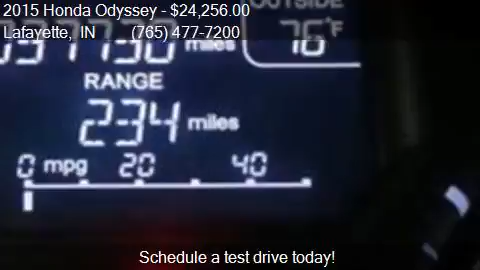 2015 Honda Odyssey - $24,256.00
Lafayette, IN (765) 477-7200
OUTSIDE
37730 miles 76°F
RANGE
234 miles
0 mpg 20 40
Schedule a test drive today!